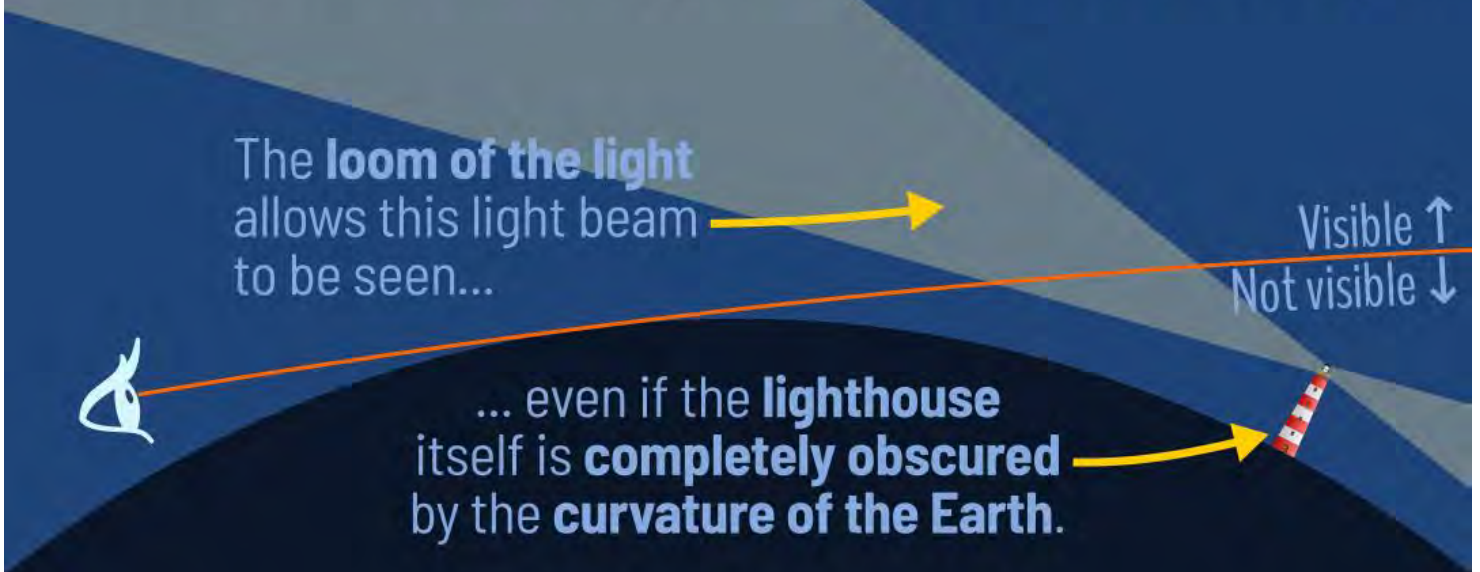 The loom of the light
allows this light beam
to be seen...
Visible ↑
Not visible ↓
... even if the lighthouse
itself is completely obscured
by the curvature of the Earth.